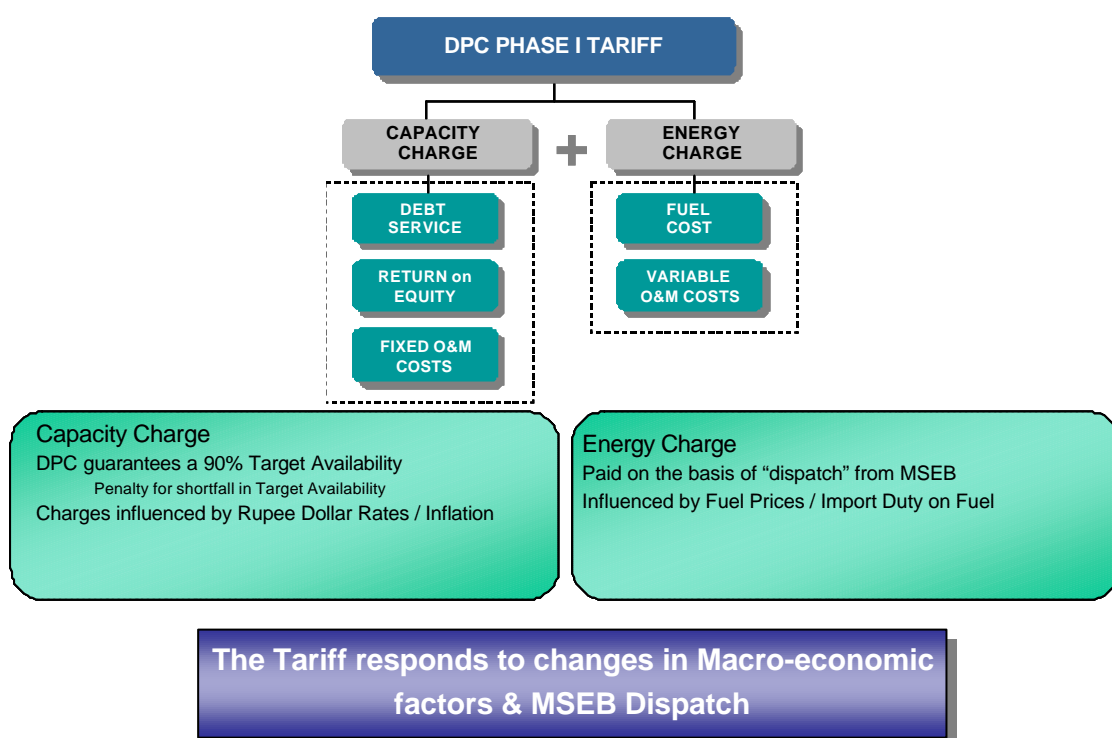 DPC PHASE I TARIFF
CAPACITY
CHARGE
+
ENERGY
CHARGE
DEBT
SERVICE
RETURN on
EQUITY
FIXED O&M
COSTS
FUEL
COST
VARIABLE
O&M COSTS
Capacity Charge
DPC guarantees a 90% Target Availability
Penalty for shortfall in Target Availability
Charges influenced by Rupee Dollar Rates / Inflation
Energy Charge
Paid on the basis of “dispatch” from MSEB
Influenced by Fuel Prices / Import Duty on Fuel
The Tariff responds to changes in Macro-economic
factors & MSEB Dispatch